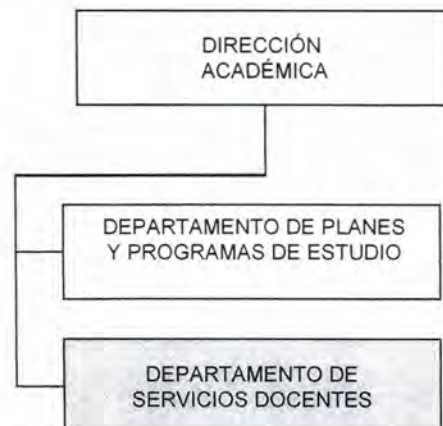 DIRECCIÓN
ACADÉMICA
DEPARTAMENTO DE PLANES
Y PROGRAMAS DE ESTUDIO
DEPARTAMENTO DE
SERVICIOS DOCENTES